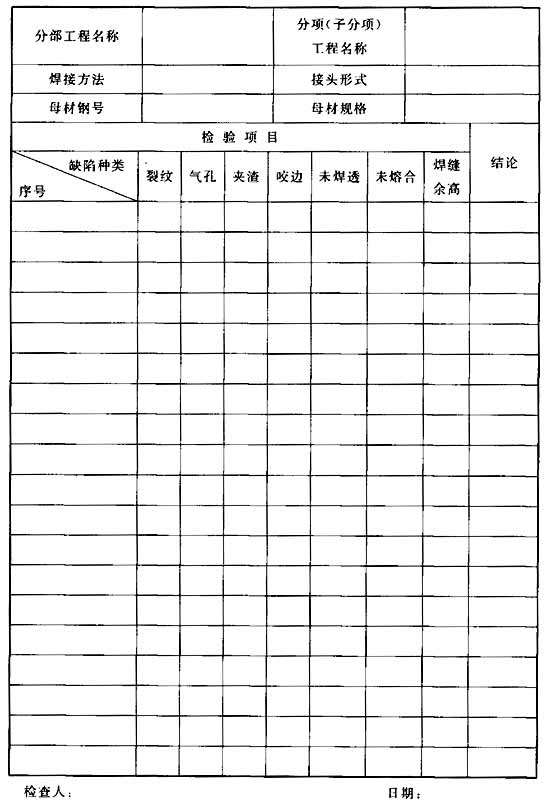 分部工程名称 分项(子分项)
工程名称
焊接方法 接头形式
母材钢号 母材规格
检验项目 结论
缺陷种类
序号 裂纹 气孔 夹渣 咬边 未焊透 未熔合 焊缝
余高
检查人: 日期: